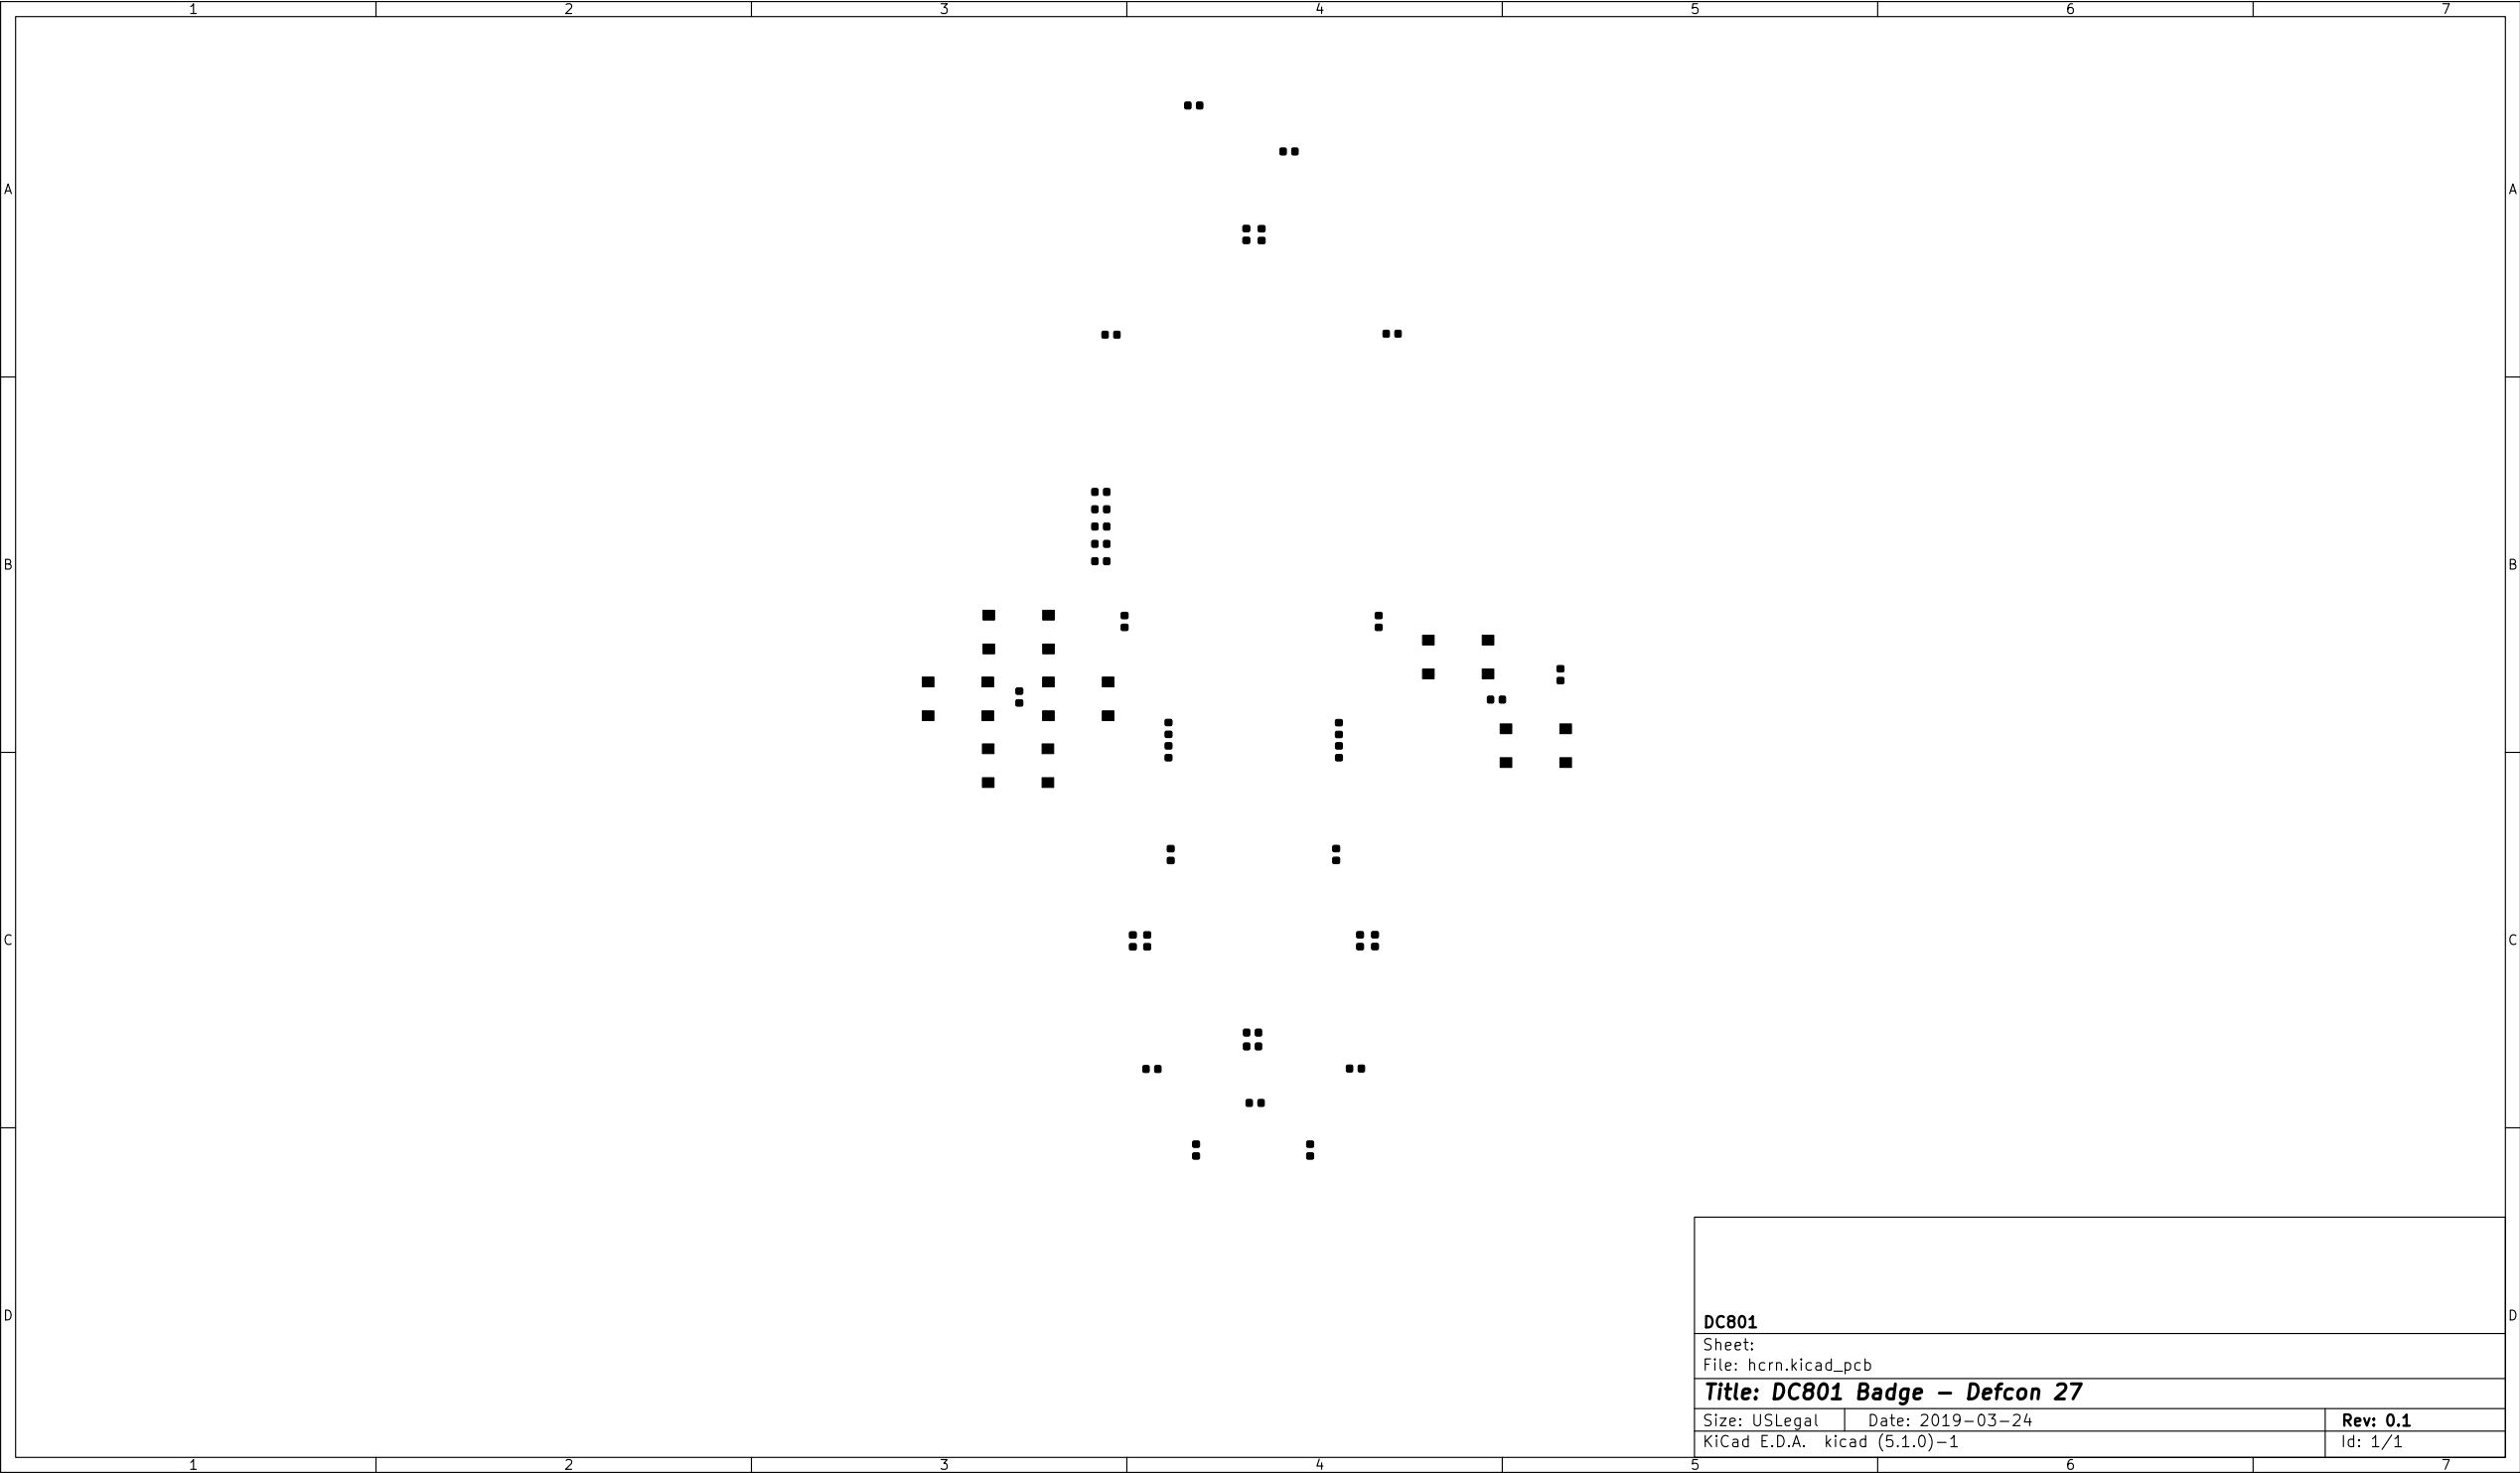 1 2 3 4 5 6 7
A A
B B
C C
D D
DC801
Sheet:
File: hcrn.kicad_pcb
Title: DC801 Badge - Defcon 27
Size: USLegal Date: 2019-03-24 Rev: 0.1
KiCad E.D.A. kicad (5.1.0)-1 Id: 1/1
1 2 3 4 5 6 7